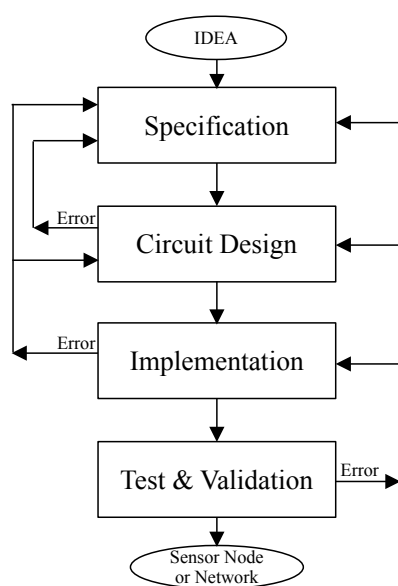 IDEA
Specification
Error
Circuit Design
Error
Implementation
Test & Validation
Error
Sensor Node
or Network